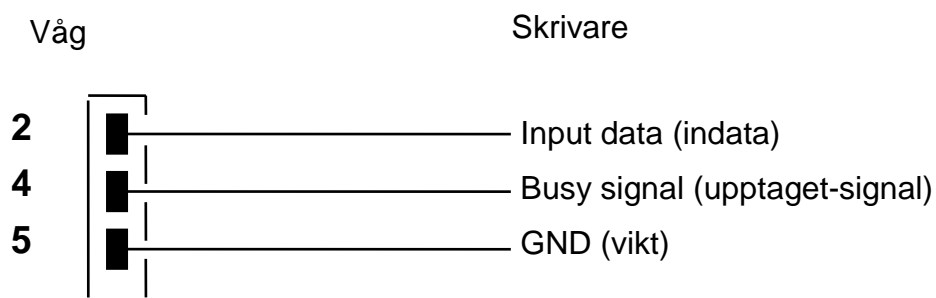 Våg Skrivare
2 Input data (indata)
4 Busy signal (upptaget-signal)
5 GND (vikt)